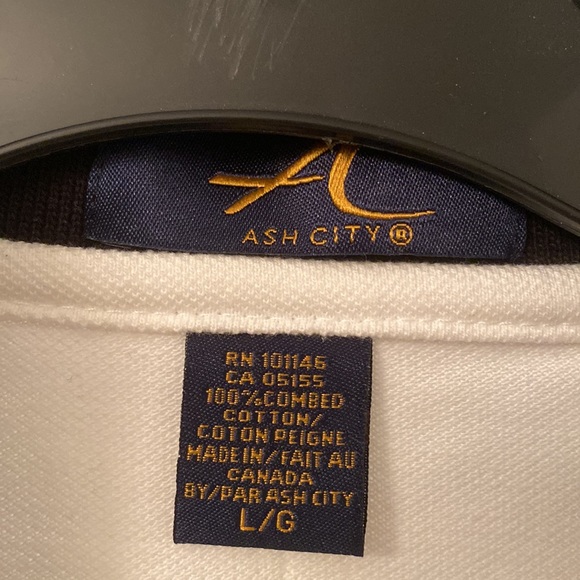 ASH CITY®
RN 101146
CA 05155
100%COMBED
COTTON/
COTON PEIGNE
MADE IN/FAIT AU
CANADA
BY/PAR ASH CITY
L/G